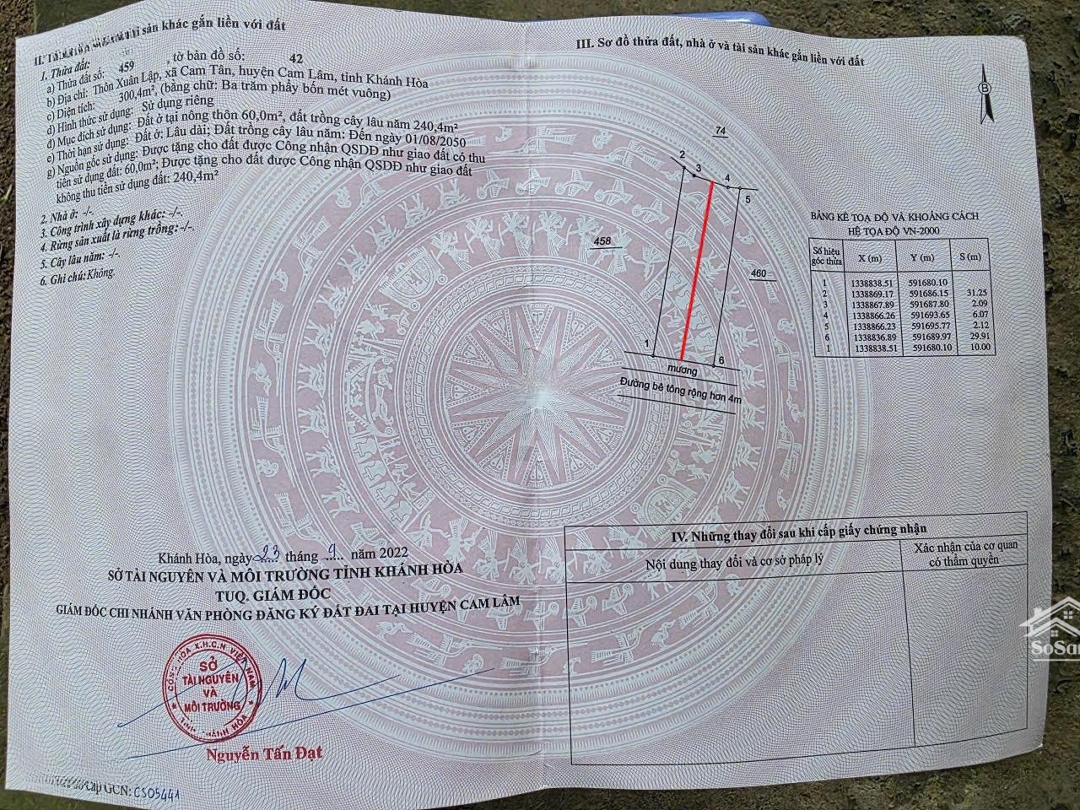 sản khác gắn liền với đất
1. Thửa đất:
a) Thửa đất số: 459 , tờ bản đồ số: 42
b) Địa chỉ: Thôn Xuân Lập, xã Cam Tân, huyện Cam Lâm, tỉnh Khánh Hòa
c) Diện tích: 300,4m², (bằng chữ: Ba trăm phẩy bốn mét vuông)
d) Hình thức sử dụng: Sử dụng riêng
đ) Mục đích sử dụng: Đất ở tại nông thôn 60,0m², đất trồng cây lâu năm 240,4m²
e) Thời hạn sử dụng: Đất ở: Lâu dài; Đất trồng cây lâu năm: Đến ngày 01/08/2050
g) Nguồn gốc sử dụng: Được tặng cho đất được Công nhận QSDĐ như giao đất có thu
tiền sử dụng đất: 60,0m²; Được tặng cho đất được Công nhận QSDĐ như giao đất
không thu tiền sử dụng đất: 240,4m²
2. Nhà ở: -/-.
3. Công trình xây dựng khác: -/-.
4. Rừng sản xuất là rừng trồng: -/-.
5. Cây lâu năm: -/-.
6. Ghi chú: Không.
Khánh Hòa, ngày 23 tháng 9 năm 2022
SỞ TÀI NGUYÊN VÀ MÔI TRƯỜNG TỈNH KHÁNH HÒA
TUQ. GIÁM ĐỐC
GIÁM ĐỐC CHI NHÁNH VĂN PHÒNG ĐĂNG KÝ ĐẤT ĐAI TẠI HUYỆN CAM LÂM
CỘNG HÒA X.H.C.N VIỆT NAM
SỞ
TÀI NGUYÊN
VÀ
MÔI TRƯỜNG
TỈNH KHÁNH HÒA
Nguyễn Tấn Đạt
cấp GCN: CS05441
III. Sơ đồ thửa đất, nhà ở và tài sản khác gắn liền với đất
B
74
2
3
4
5
458
460
1
6
mương
Đường bê tông rộng hơn 4m
BẢNG KÊ TOẠ ĐỘ VÀ KHOẢNG CÁCH
HỆ TỌA ĐỘ VN-2000
Số hiệu góc thửa X (m) Y (m) S (m)
1 1338838.51 591680.10
2 1338869.17 591686.15 31.25
3 1338867.89 591687.80 2.09
4 1338866.26 591693.65 6.07
5 1338866.23 591695.77 2.12
6 1338836.89 591689.97 29.91
1 1338838.51 591680.10 10.00
IV. Những thay đổi sau khi cấp giấy chứng nhận
Nội dung thay đổi và cơ sở pháp lý
Xác nhận của cơ quan
có thẩm quyền